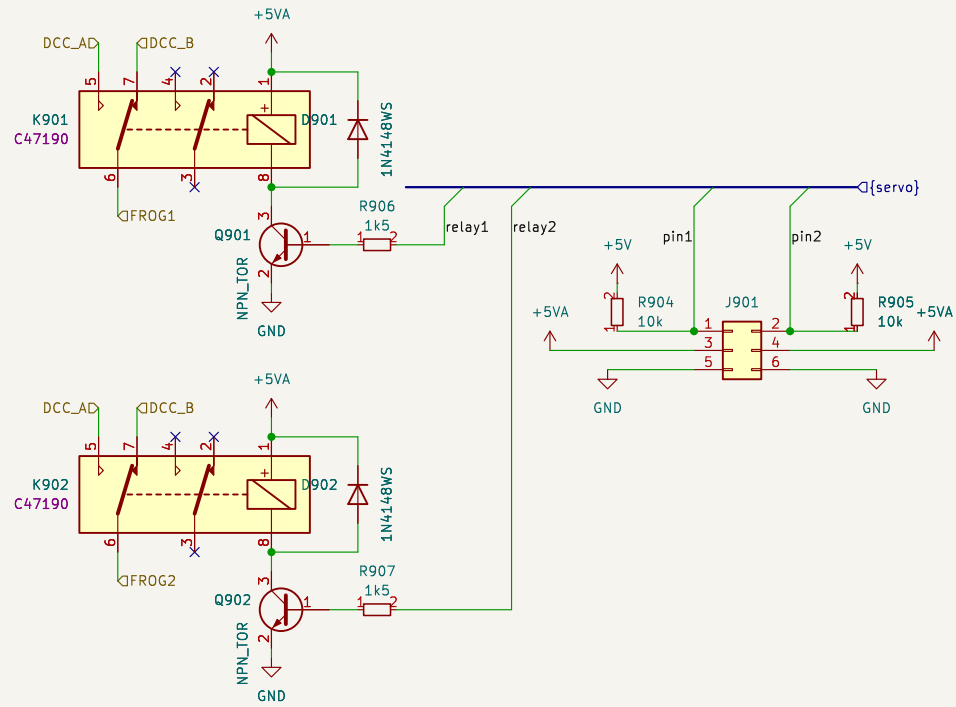 +5VA
DCC_A
DCC_B
5
7
4
2
1
K901
C47190
+
D901
1N4148WS
6
3
8
FROG1
R906
1k5
1
2
Q901
3
1
2
NPN_TOR
GND
relay1
relay2
{servo}
pin1
pin2
+5V
+5V
2
R904
10k
1
J901
2
R905
10k
1
+5VA
+5VA
1
2
3
4
5
6
GND
GND
+5VA
DCC_A
DCC_B
5
7
4
2
1
K902
C47190
+
D902
1N4148WS
6
3
8
FROG2
R907
1k5
1
2
Q902
3
1
2
NPN_TOR
GND